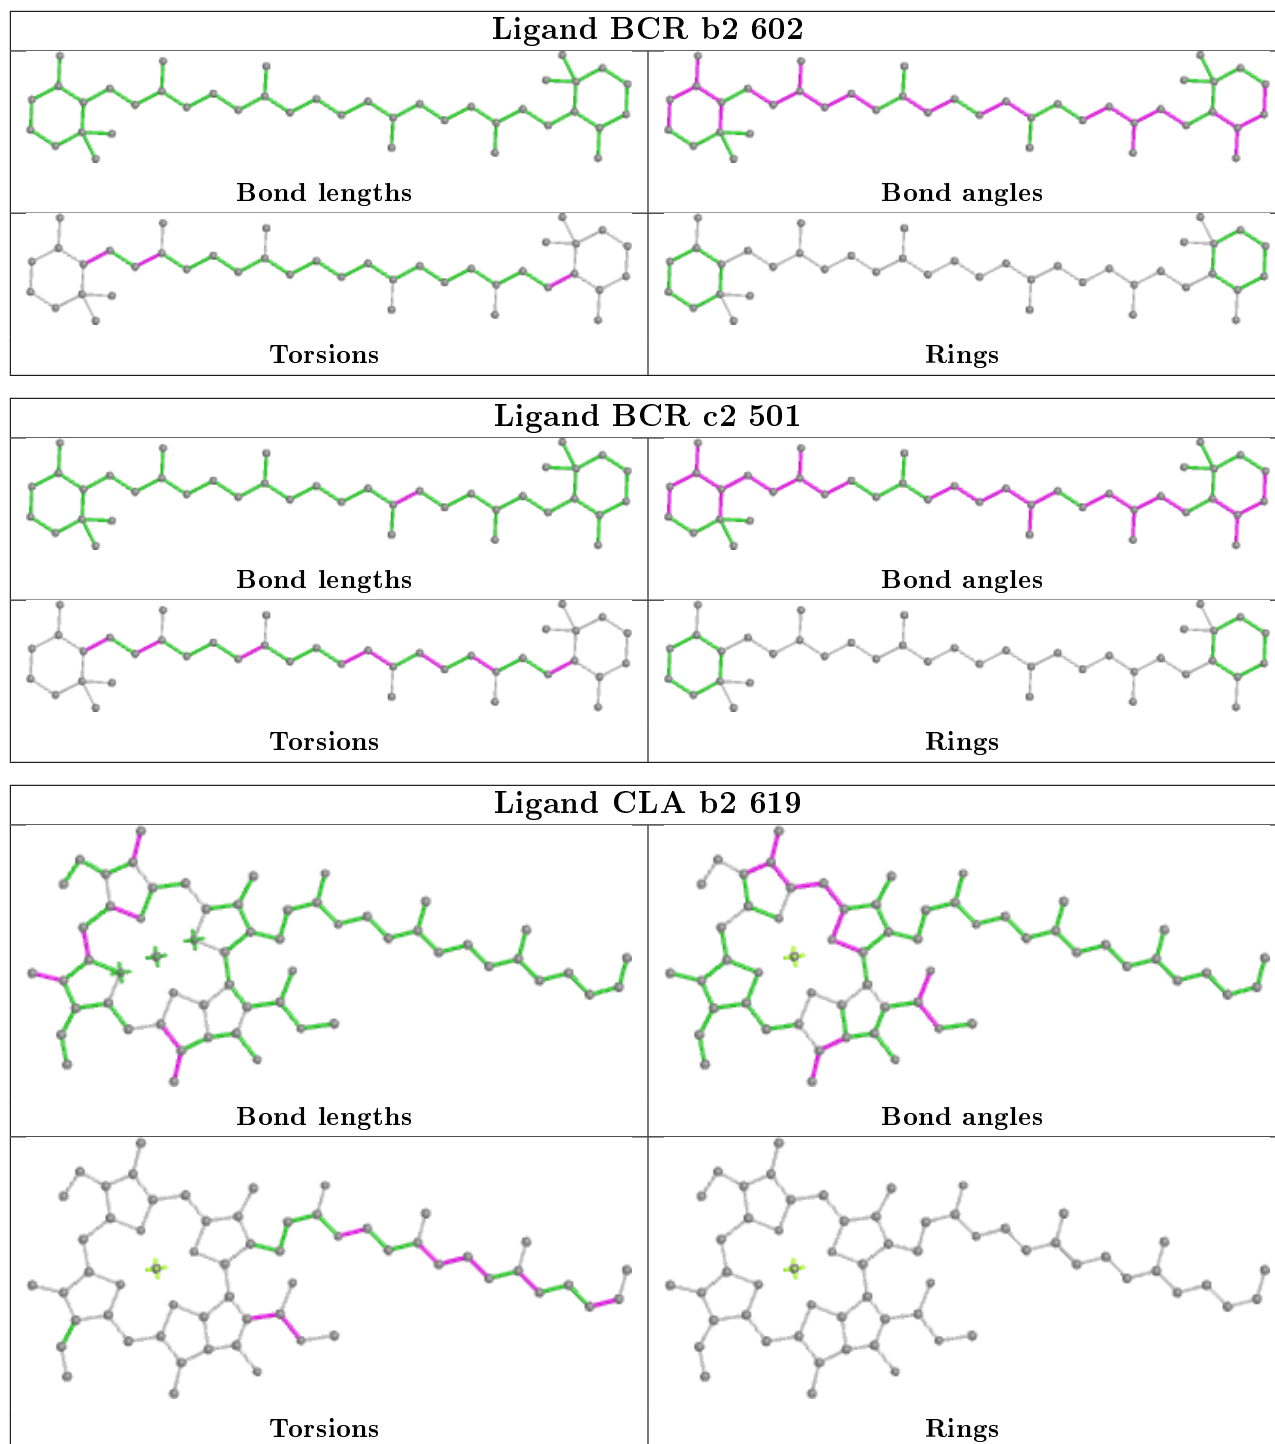 Ligand BCR b2 602
Bond lengths
Bond angles
Torsions
Rings
Ligand BCR c2 501
Bond lengths
Bond angles
Torsions
Rings
Ligand CLA b2 619
Bond lengths
Bond angles
Torsions
Rings